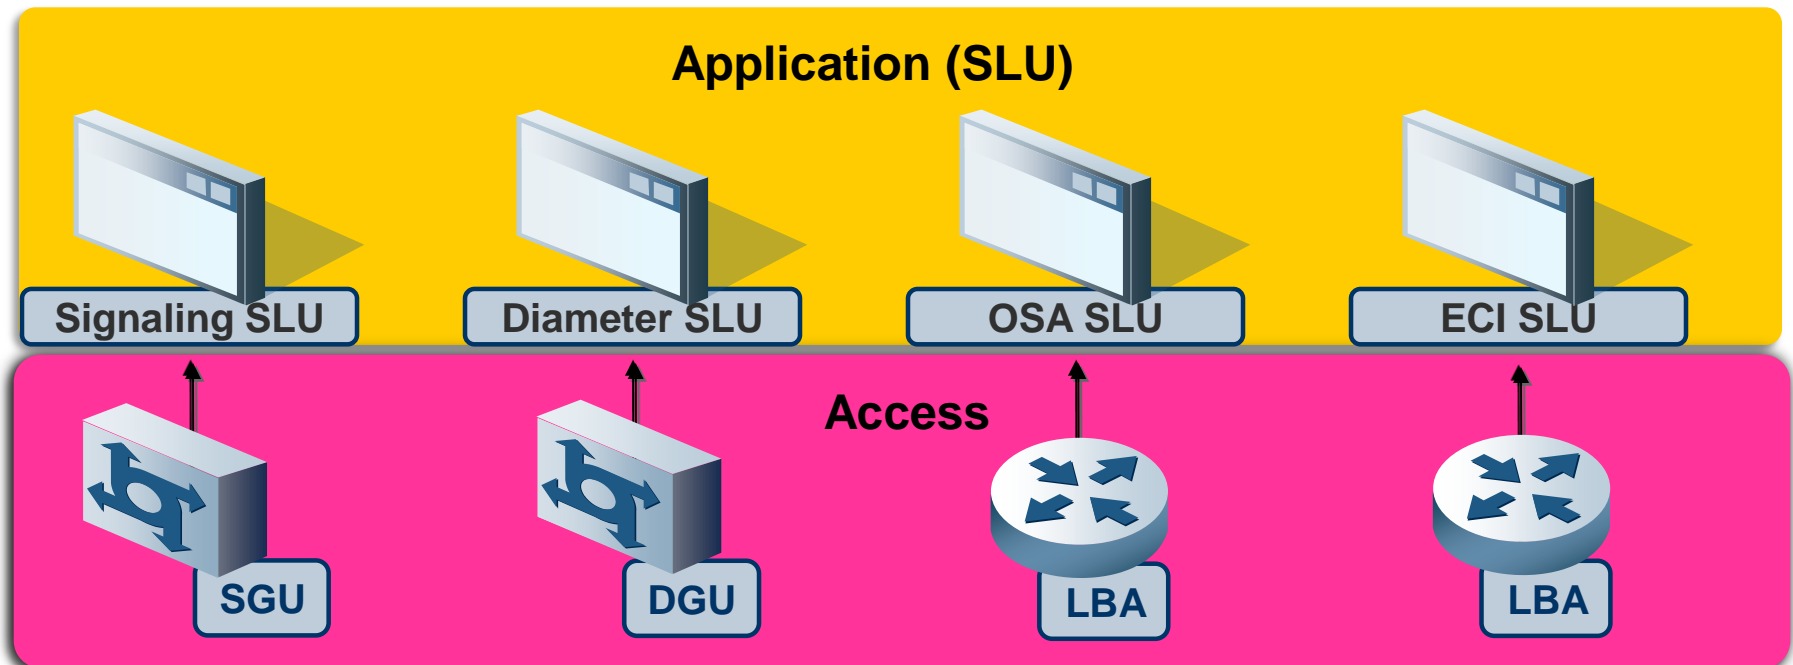 Application (SLU)
Signaling SLU
Diameter SLU
OSA SLU
ECI SLU
Access
SGU
DGU
LBA
LBA